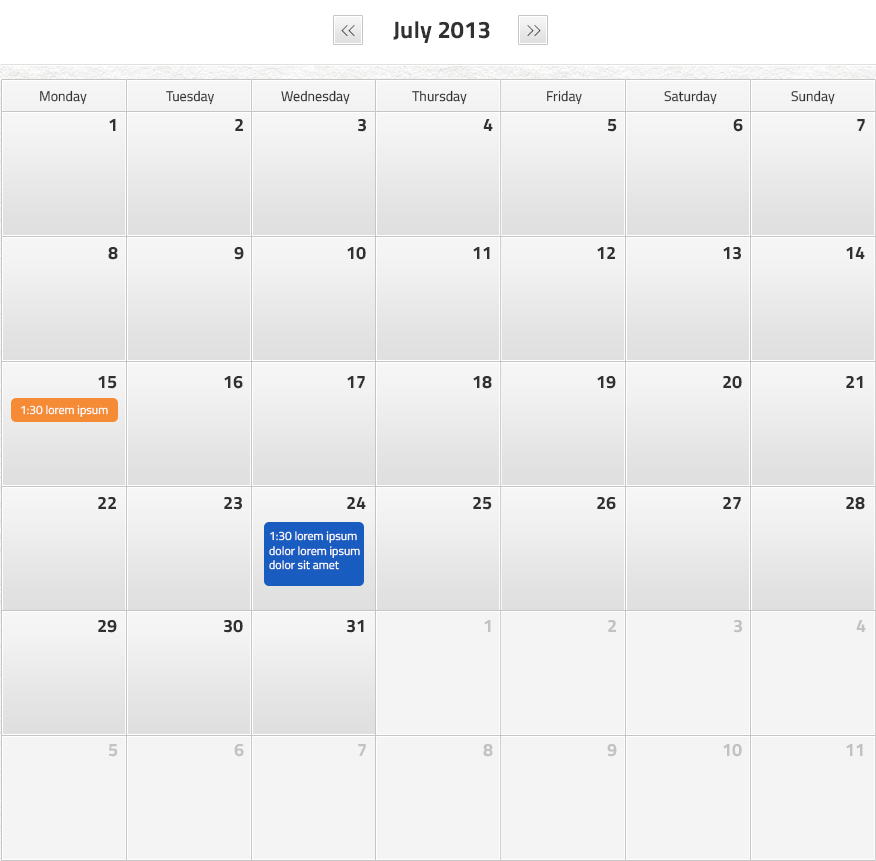 << July 2013 >>
Monday Tuesday Wednesday Thursday Friday Saturday Sunday
1 2 3 4 5 6 7
8 9 10 11 12 13 14
15 16 17 18 19 20 21
1:30 lorem ipsum
22 23 24 25 26 27 28
1:30 lorem ipsum
dolor lorem ipsum
dolor sit amet
29 30 31 1 2 3 4
5 6 7 8 9 10 11